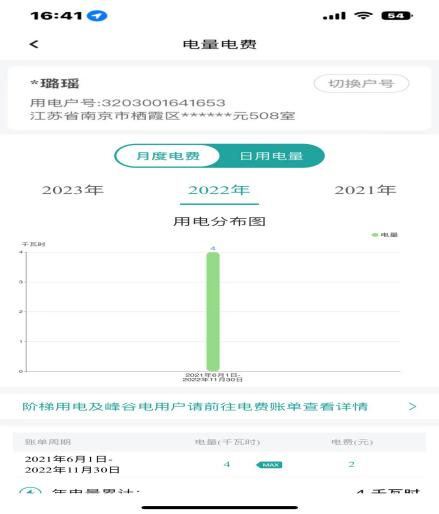 16:41
54
电量电费
*璐瑶
切换户号
用电户号:3203001641653
江苏省南京市栖霞区******元508室
月度电费
日用电量
2023年
2022年
2021年
用电分布图
电量
千瓦时
4
4
3
2
1
0
2021年6月1日-
2022年11月30日
阶梯用电及峰谷电用户请前往电费账单查看详情
账单周期
电量(千瓦时)
电费(元)
2021年6月1日-
2022年11月30日
4
MAX
2
年电量累计:
4 千瓦时